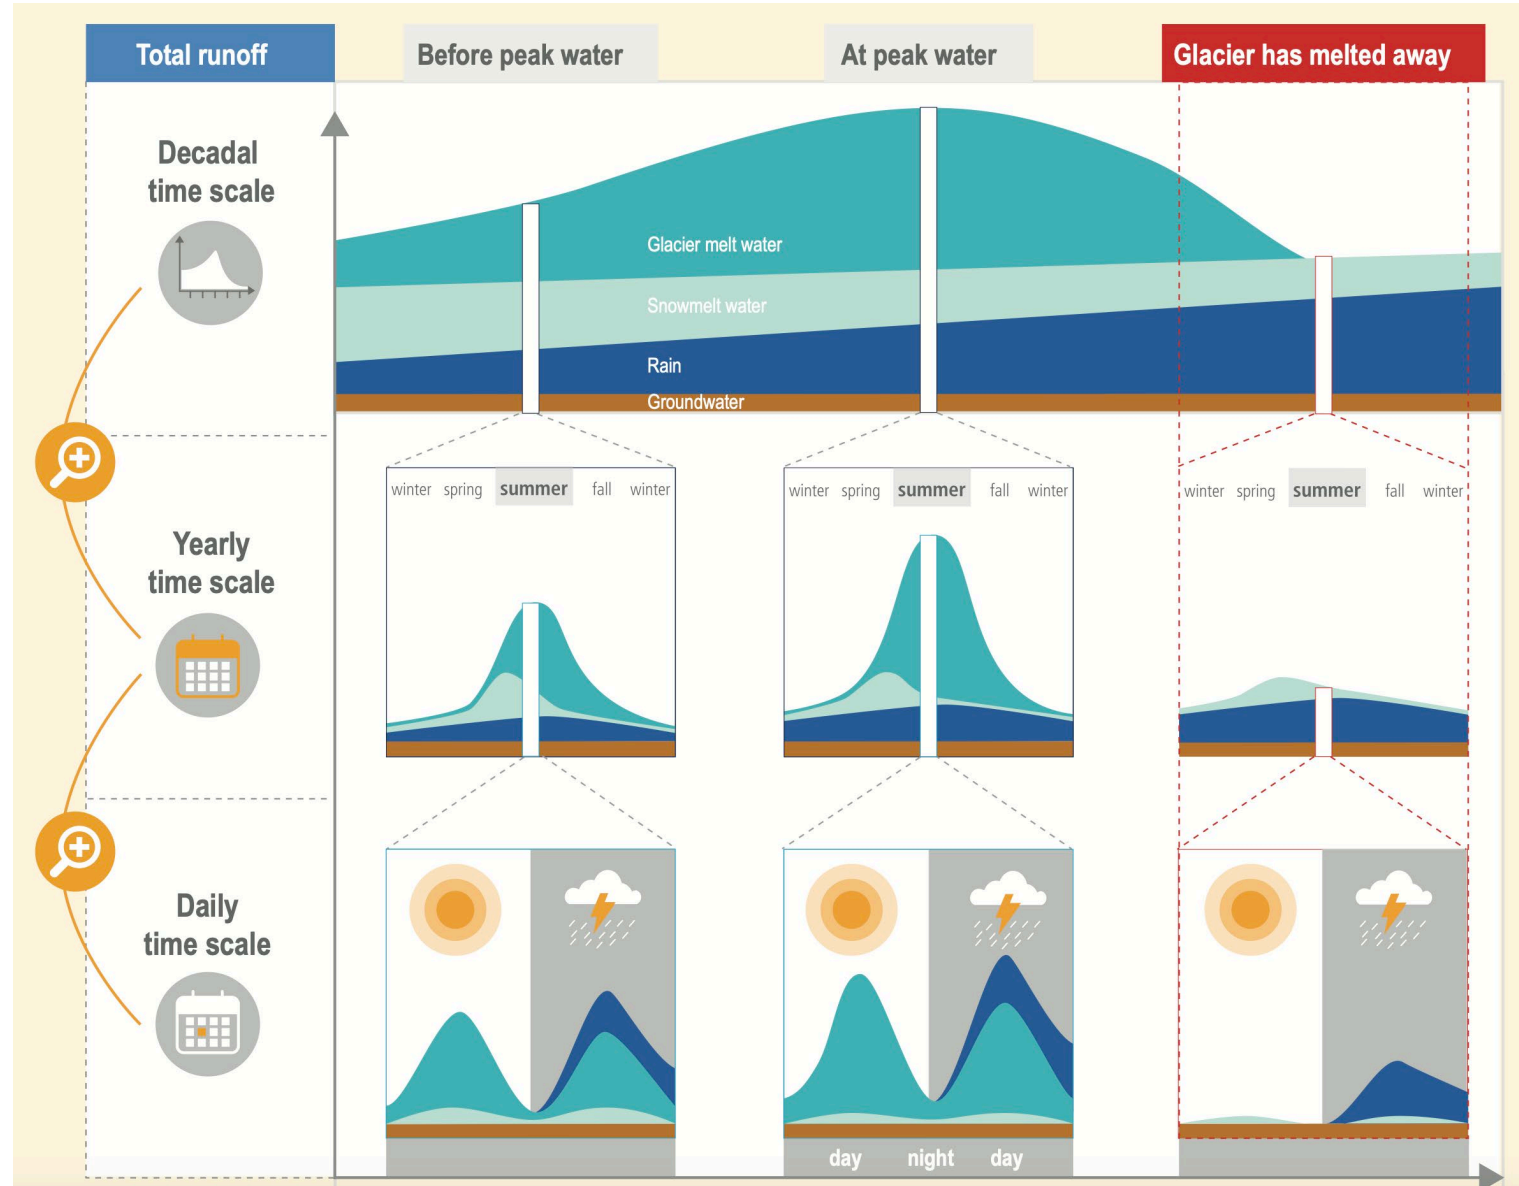 Total runoff
Before peak water
At peak water
Glacier has melted away
Decadal
time scale
Glacier melt water
Snowmelt water
Rain
Groundwater
Yearly
time scale
winter spring summer fall winter
winter spring summer fall winter
winter spring summer fall winter
Daily
time scale
day night day